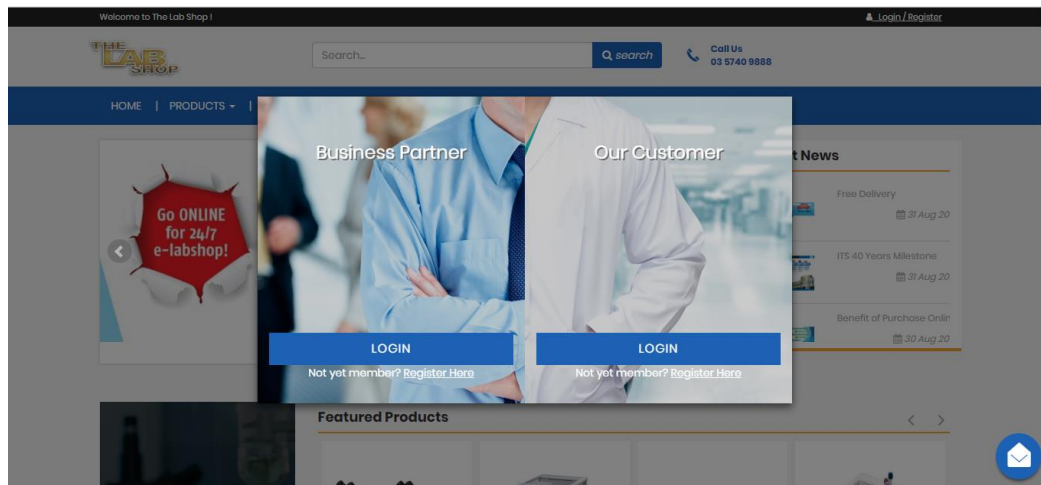 Welcome to The Lab Shop !
Login / Register
THE
LAB
SHOP
Search...
search
Call Us
03 5740 9888
HOME | PRODUCTS |
Business Partner
Our Customer
LOGIN
LOGIN
Not yet member? Register Here
Not yet member? Register Here
Go ONLINE
for 24/7
e-labshop!
t News
Free Delivery
31 Aug 20
ITS 40 Years Milestone
31 Aug 20
Benefit of Purchase Onlin
30 Aug 20
Featured Products